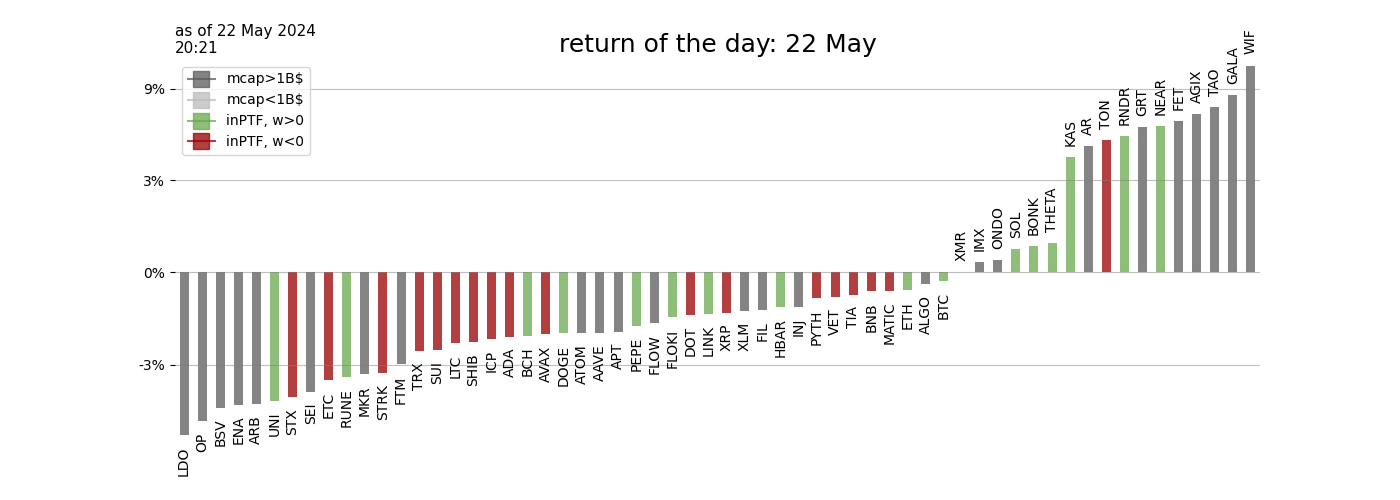 as of 22 May 2024
20:21
return of the day: 22 May
mcap>1B$
mcap<1B$
inPTF, w>0
inPTF, w<0
9%
3%
0%
-3%
LDO
OP
BSV
ENA
ARB
UNI
STX
SEI
ETC
RUNE
MKR
STRK
FTM
TRX
SUI
LTC
SHIB
ICP
ADA
BCH
AVAX
DOGE
ATOM
AAVE
APT
PEPE
FLOW
FLOKI
DOT
LINK
XRP
XLM
FIL
HBAR
INJ
PYTH
VET
TIA
BNB
MATIC
ETH
ALGO
BTC
XMR
IMX
ONDO
SOL
BONK
THETA
KAS
AR
TON
RNDR
GRT
NEAR
FET
AGIX
TAO
GALA
WIF